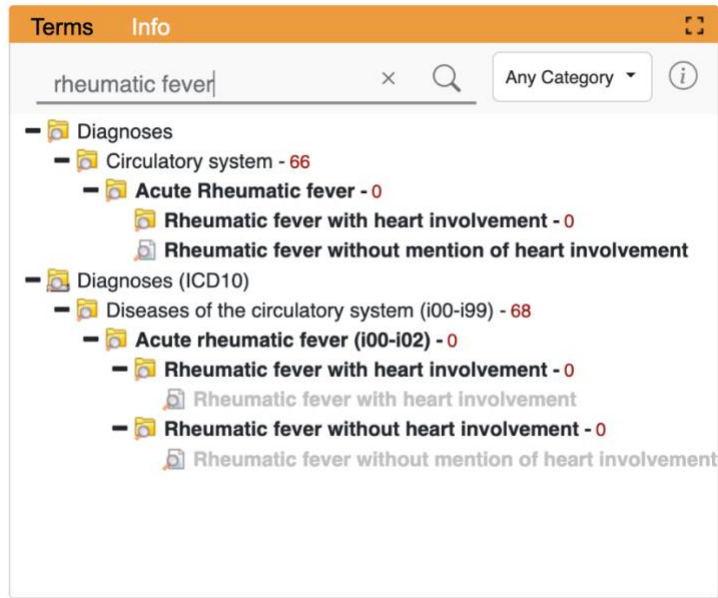 Terms Info
rheumatic fever × Any Category i
Diagnoses
Circulatory system - 66
Acute Rheumatic fever - 0
Rheumatic fever with heart involvement - 0
Rheumatic fever without mention of heart involvement
Diagnoses (ICD10)
Diseases of the circulatory system (i00-i99) - 68
Acute rheumatic fever (i00-i02) - 0
Rheumatic fever with heart involvement - 0
Rheumatic fever with heart involvement
Rheumatic fever without heart involvement - 0
Rheumatic fever without mention of heart involvement